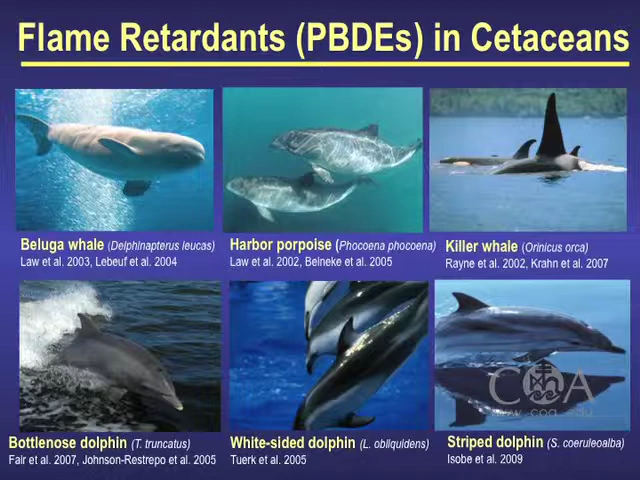 Flame Retardants (PBDEs) in Cetaceans
Beluga whale (Delphinapterus leucas)
Law et al. 2003, Lebeuf et al. 2004
Harbor porpoise (Phocoena phocoena)
Law et al. 2002, Beineke et al. 2005
Killer whale (Orinicus orca)
Rayne et al. 2002, Krahn et al. 2007
Bottlenose dolphin (T. truncatus)
Fair et al. 2007, Johnson-Restrepo et al. 2005
White-sided dolphin (L. obliquidens)
Tuerk et al. 2005
COA
www.coa.edu
Striped dolphin (S. coeruleoalba)
Isobe et al. 2009